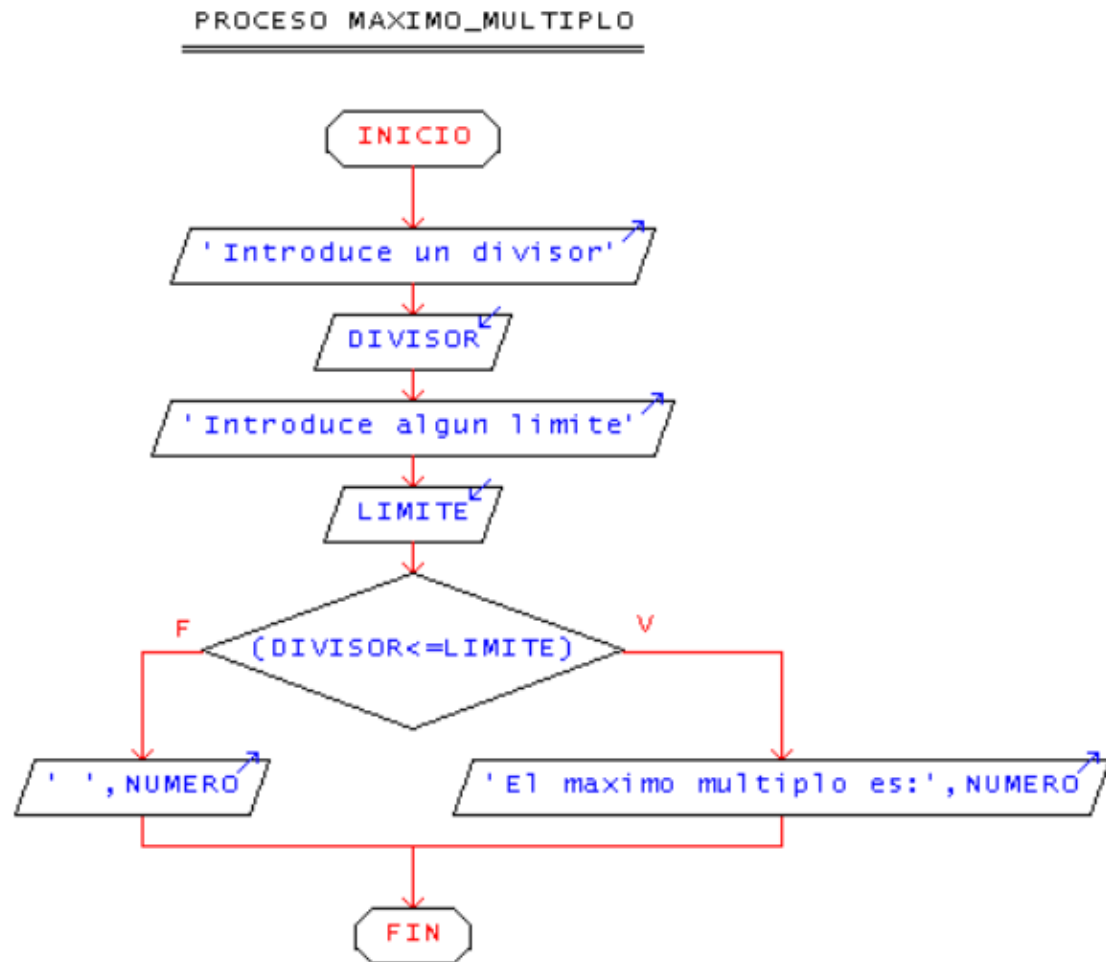 PROCESO MAXIMO_MULTIPLO
INICIO
'Introduce un divisor'
DIVISOR
'Introduce algun limite'
LIMITE
F
V
(DIVISOR<=LIMITE)
' ',NUMERO
'El maximo multiplo es:',NUMERO
FIN